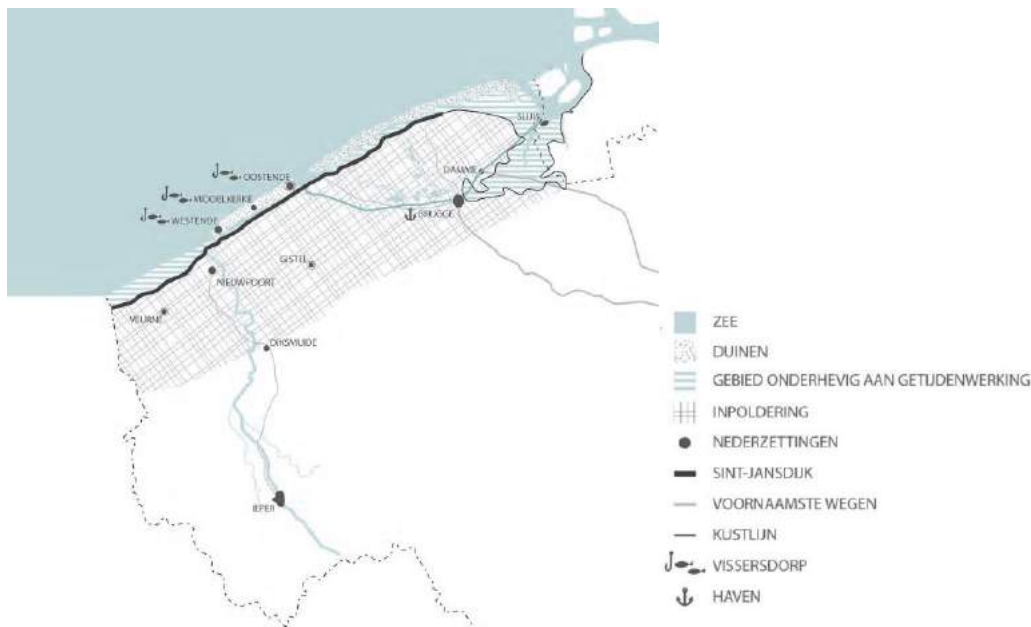 SLUIS
DAMME
OOSTENDE
MIDDELKERKE
BRUGGE
WESTENDE
GISTEL
NIEUWPOORT
VEURNE
DIKSMUIDE
IEPER
ZEE
DUINEN
GEBIED ONDERHEVIG AAN GETIJDENWERKING
INPOLDERING
NEDERZETTINGEN
SINT-JANSDIJK
VOORNAAMSTE WEGEN
KUSTLIJN
VISSERSDORP
HAVEN